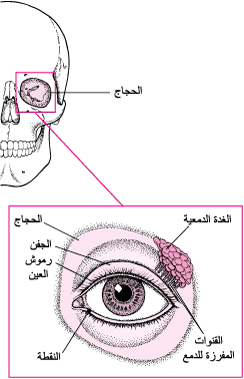 الحجاج
الغدة الدمعية
الحجاج
الجفن
رموش
العين
النقطة
القنوات
المفرزة للدمع